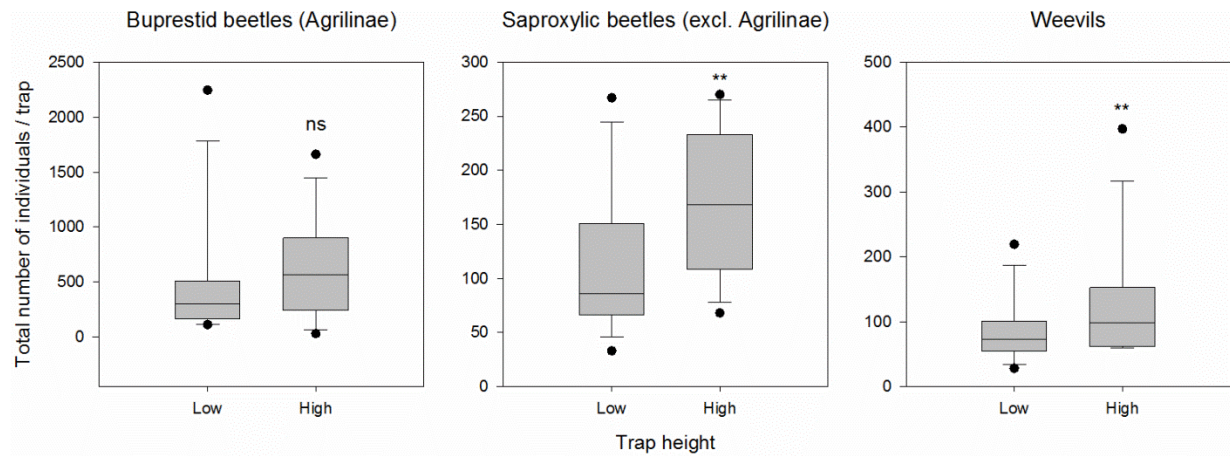 Buprestid beetles (Agrilinae)
Saproxylic beetles (excl. Agrilinae)
Weevils
Total number of individuals / trap
2500
2000
1500
1000
500
0
ns
Low
High
300
250
200
150
100
50
0
**
Low
High
500
400
300
200
100
0
**
Low
High
Trap height